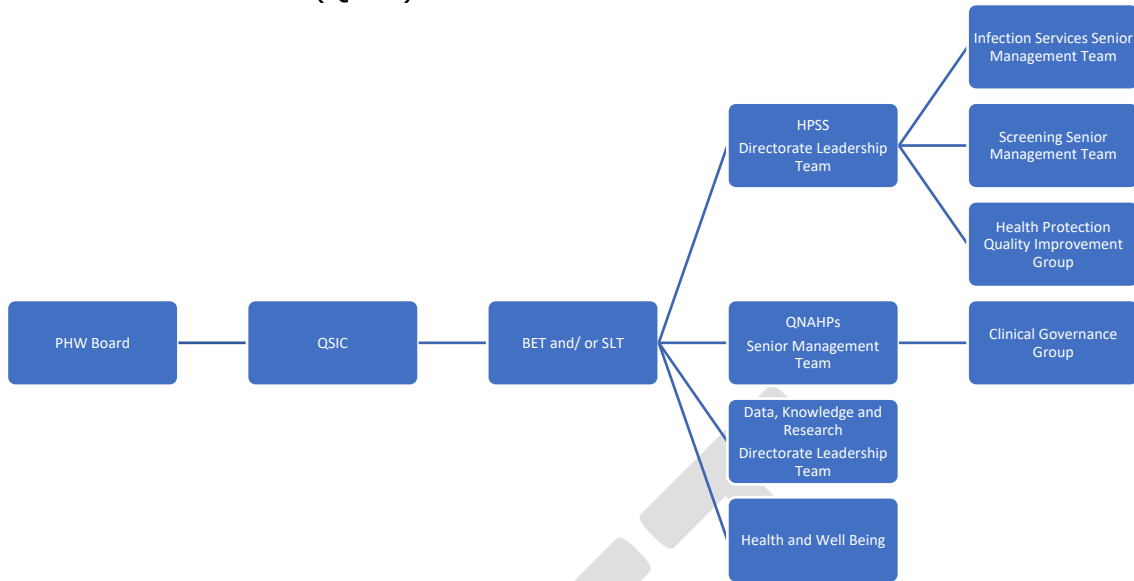 Infection Services Senior
Management Team
HPSS
Directorate Leadership
Team
Screening Senior
Management Team
Health Protection
Quality Improvement
Group
PHW Board
QSIC
BET and/ or SLT
QNAHPs
Senior Management
Team
Clinical Governance
Group
Data, Knowledge and
Research
Directorate Leadership
Team
Health and Well Being